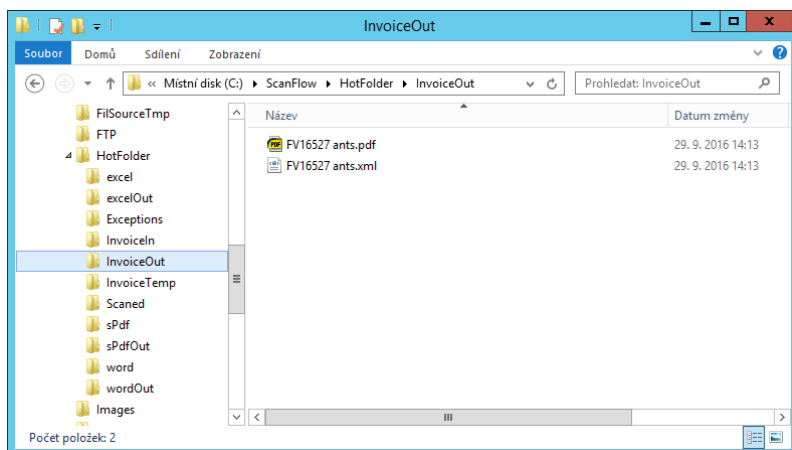 InvoiceOut
Soubor Domů Sdílení Zobrazení
« Místní disk (C:) ScanFlow HotFolder InvoiceOut Prohledat: InvoiceOut
FilSourceTmp
FTP
HotFolder
excel
excelOut
Exceptions
InvoiceIn
InvoiceOut
InvoiceTemp
Scaned
sPdf
sPdfOut
word
wordOut
Images
Název Datum změny
PDF FV16527 ants.pdf 29. 9. 2016 14:13
FV16527 ants.xml 29. 9. 2016 14:13
Počet položek: 2